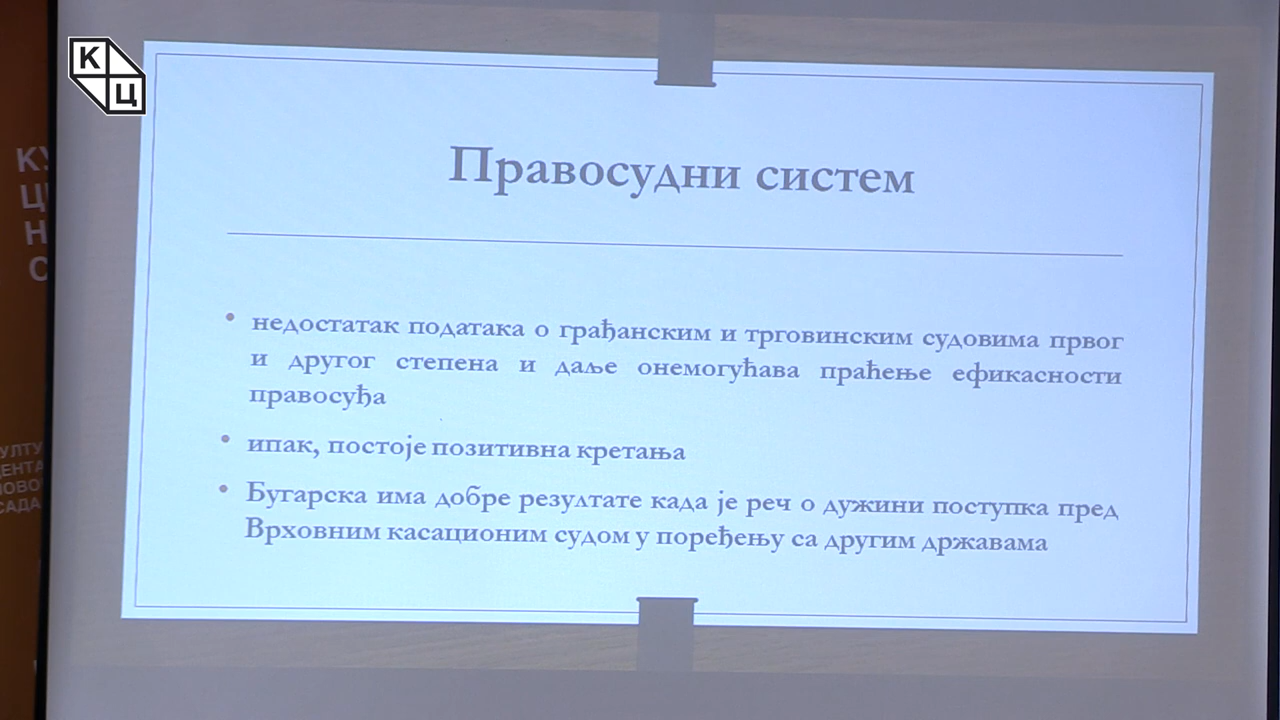 К
Ц
Правосудни систем
• недостатак података о грађанским и трговинским судовима првог
и другог степена и даље онемогућава праћење ефикасности
правосуђа
• ипак, постоје позитивна кретања
• Бугарска има добре резултате када је реч о дужини поступка пред
Врховним касационим судом у поређењу са другим државама